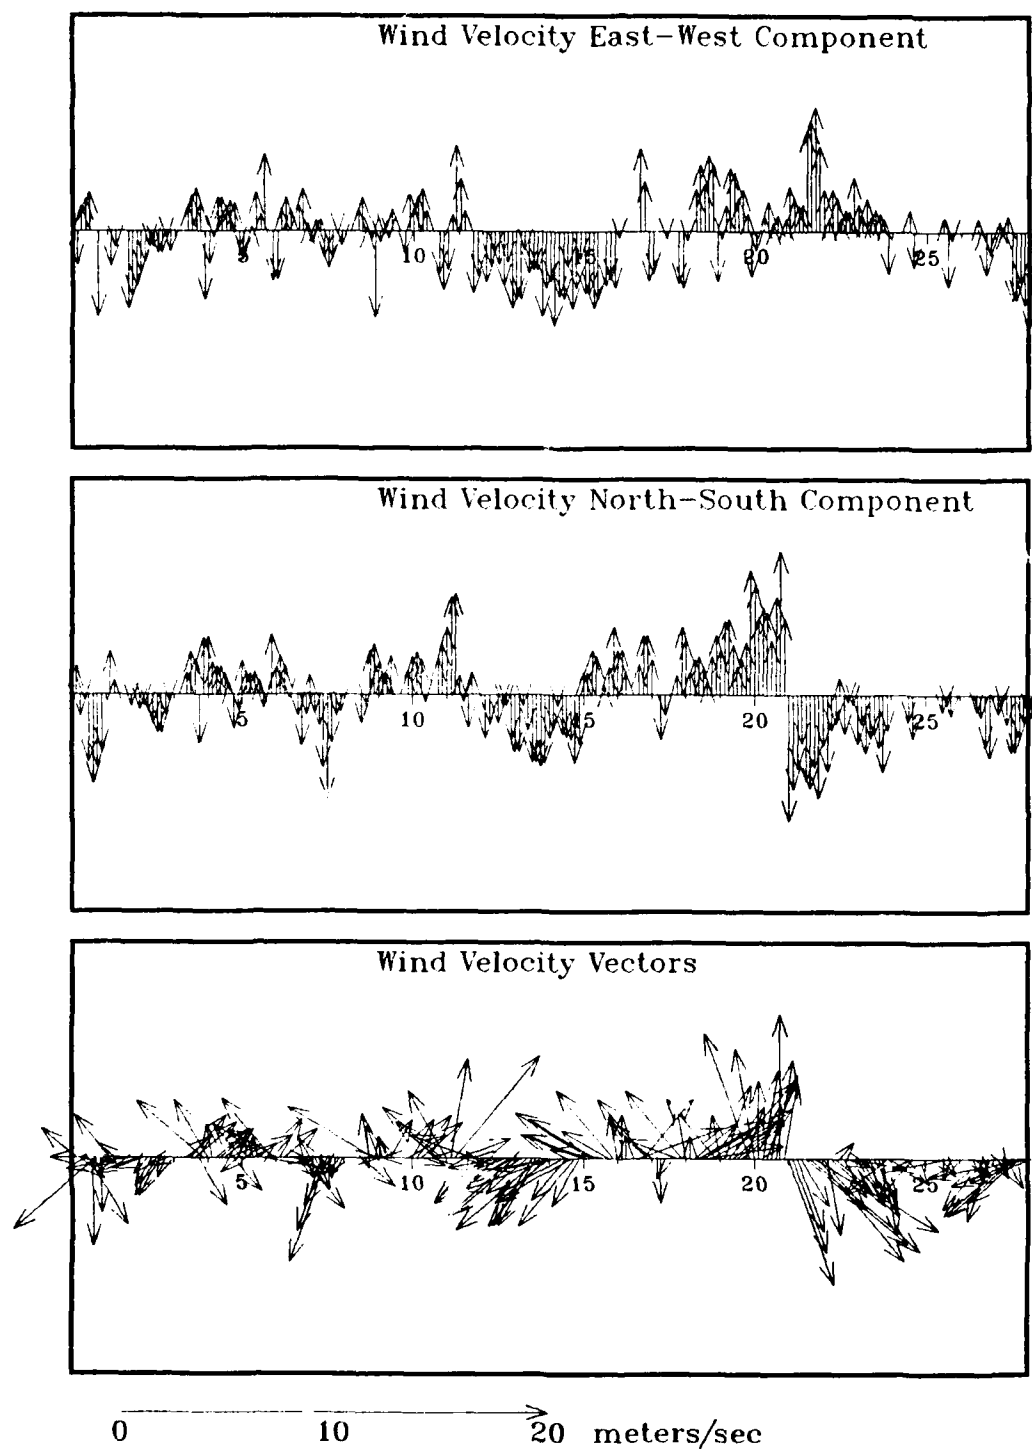 Wind Velocity East-West Component
5 10 15 20 25
Wind Velocity North-South Component
5 10 15 20 25
Wind Velocity Vectors
5 10 15 20 25
0 10 20 meters/sec